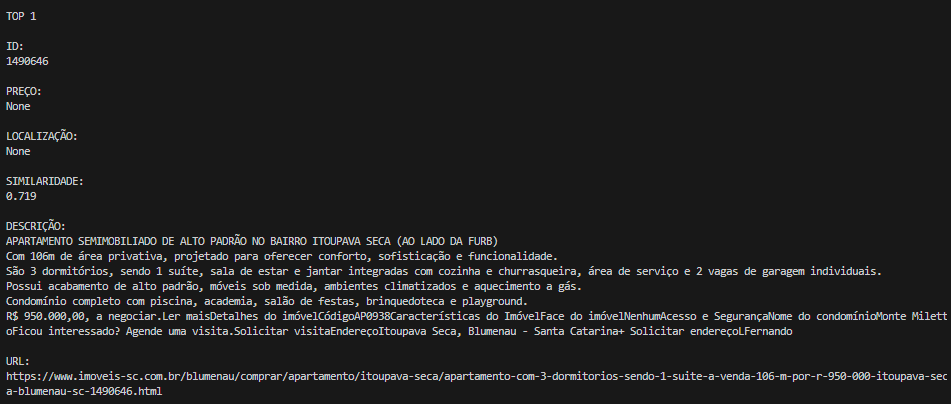 TOP 1
ID:
1490646
PREÇO:
None
LOCALIZAÇÃO:
None
SIMILARIDADE:
0.719
DESCRIÇÃO:
APARTAMENTO SEMIMOBILIADO DE ALTO PADRÃO NO BAIRRO ITOUPAVA SECA (AO LADO DA FURB)
Com 106m de área privativa, projetado para oferecer conforto, sofisticação e funcionalidade.
São 3 dormitórios, sendo 1 suíte, sala de estar e jantar integradas com cozinha e churrasqueira, área de serviço e 2 vagas de garagem individuais.
Possui acabamento de alto padrão, móveis sob medida, ambientes climatizados e aquecimento a gás.
Condomínio completo com piscina, academia, salão de festas, brinquedoteca e playground.
R$ 950.000,00, a negociar.Ler maisDetalhes do imóvelCódigoAP0938Características do ImóvelFace do imóvelNenhumAcesso e SegurançaNome do condomínioMonte Milett
oFicou interessado? Agende uma visita.Solicitar visitaEndereçoItoupava Seca, Blumenau - Santa Catarina+ Solicitar endereçoLFernando
URL:
https://www.imoveis-sc.com.br/blumenau/comprar/apartamento/itoupava-seca/apartamento-com-3-dormitorios-sendo-1-suite-a-venda-106-m-por-r-950-000-itoupava-sec
a-blumenau-sc-1490646.html